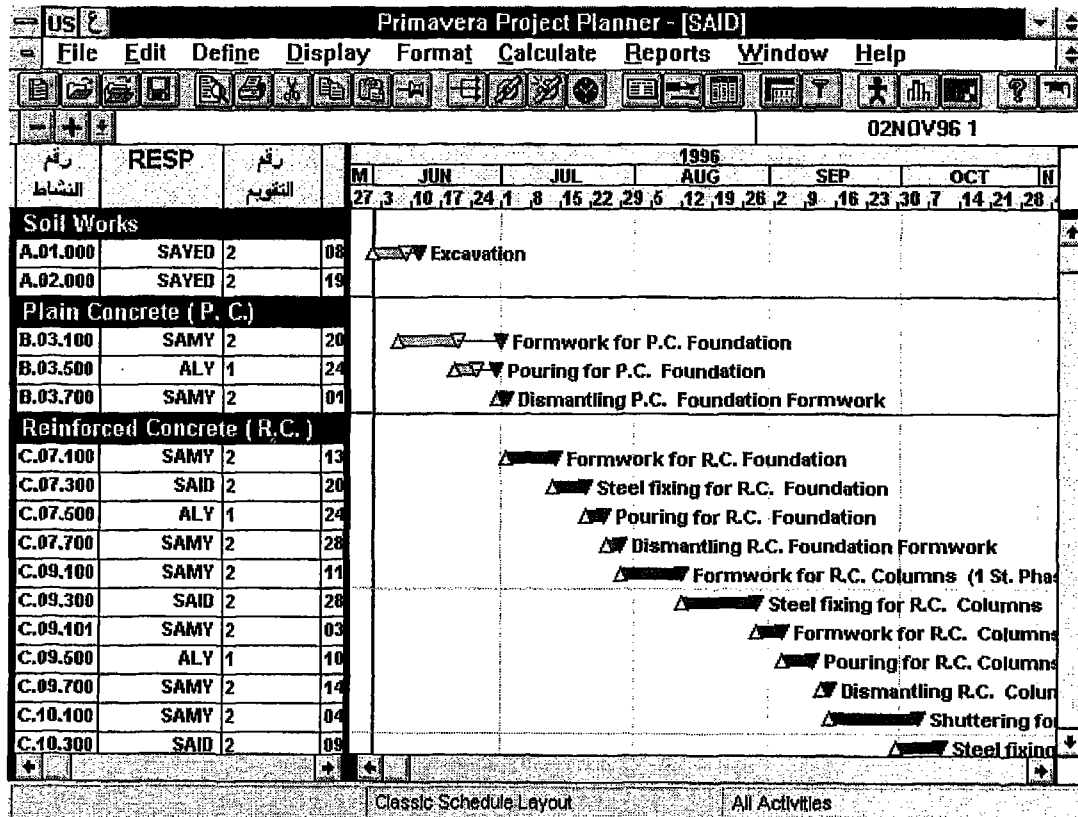 US ع Primavera Project Planner - [SAID]
File Edit Define Display Format Calculate Reports Window Help
02NOV96 1
رقم النشاط RESP رقم التقويم
1996
M JUN JUL AUG SEP OCT N
27 3 10 17 24 1 8 15 22 29 5 12 19 26 2 9 16 23 30 7 14 21 28
Soil Works
A.01.000 SAYED 2 08 Excavation
A.02.000 SAYED 2 19
Plain Concrete ( P. C.)
B.03.100 SAMY 2 20 Formwork for P.C. Foundation
B.03.500 ALY 1 24 Pouring for P.C. Foundation
B.03.700 SAMY 2 01 Dismantling P.C. Foundation Formwork
Reinforced Concrete ( R.C. )
C.07.100 SAMY 2 13 Formwork for R.C. Foundation
C.07.300 SAID 2 20 Steel fixing for R.C. Foundation
C.07.500 ALY 1 24 Pouring for R.C. Foundation
C.07.700 SAMY 2 28 Dismantling R.C. Foundation Formwork
C.09.100 SAMY 2 11 Formwork for R.C. Columns (1 St. Phas
C.09.300 SAID 2 28 Steel fixing for R.C. Columns
C.09.101 SAMY 2 03 Formwork for R.C. Columns
C.09.500 ALY 1 10 Pouring for R.C. Columns
C.09.700 SAMY 2 14 Dismantling R.C. Colun
C.10.100 SAMY 2 04 Shuttering for
C.10.300 SAID 2 09 Steel fixing
Classic Schedule Layout All Activities